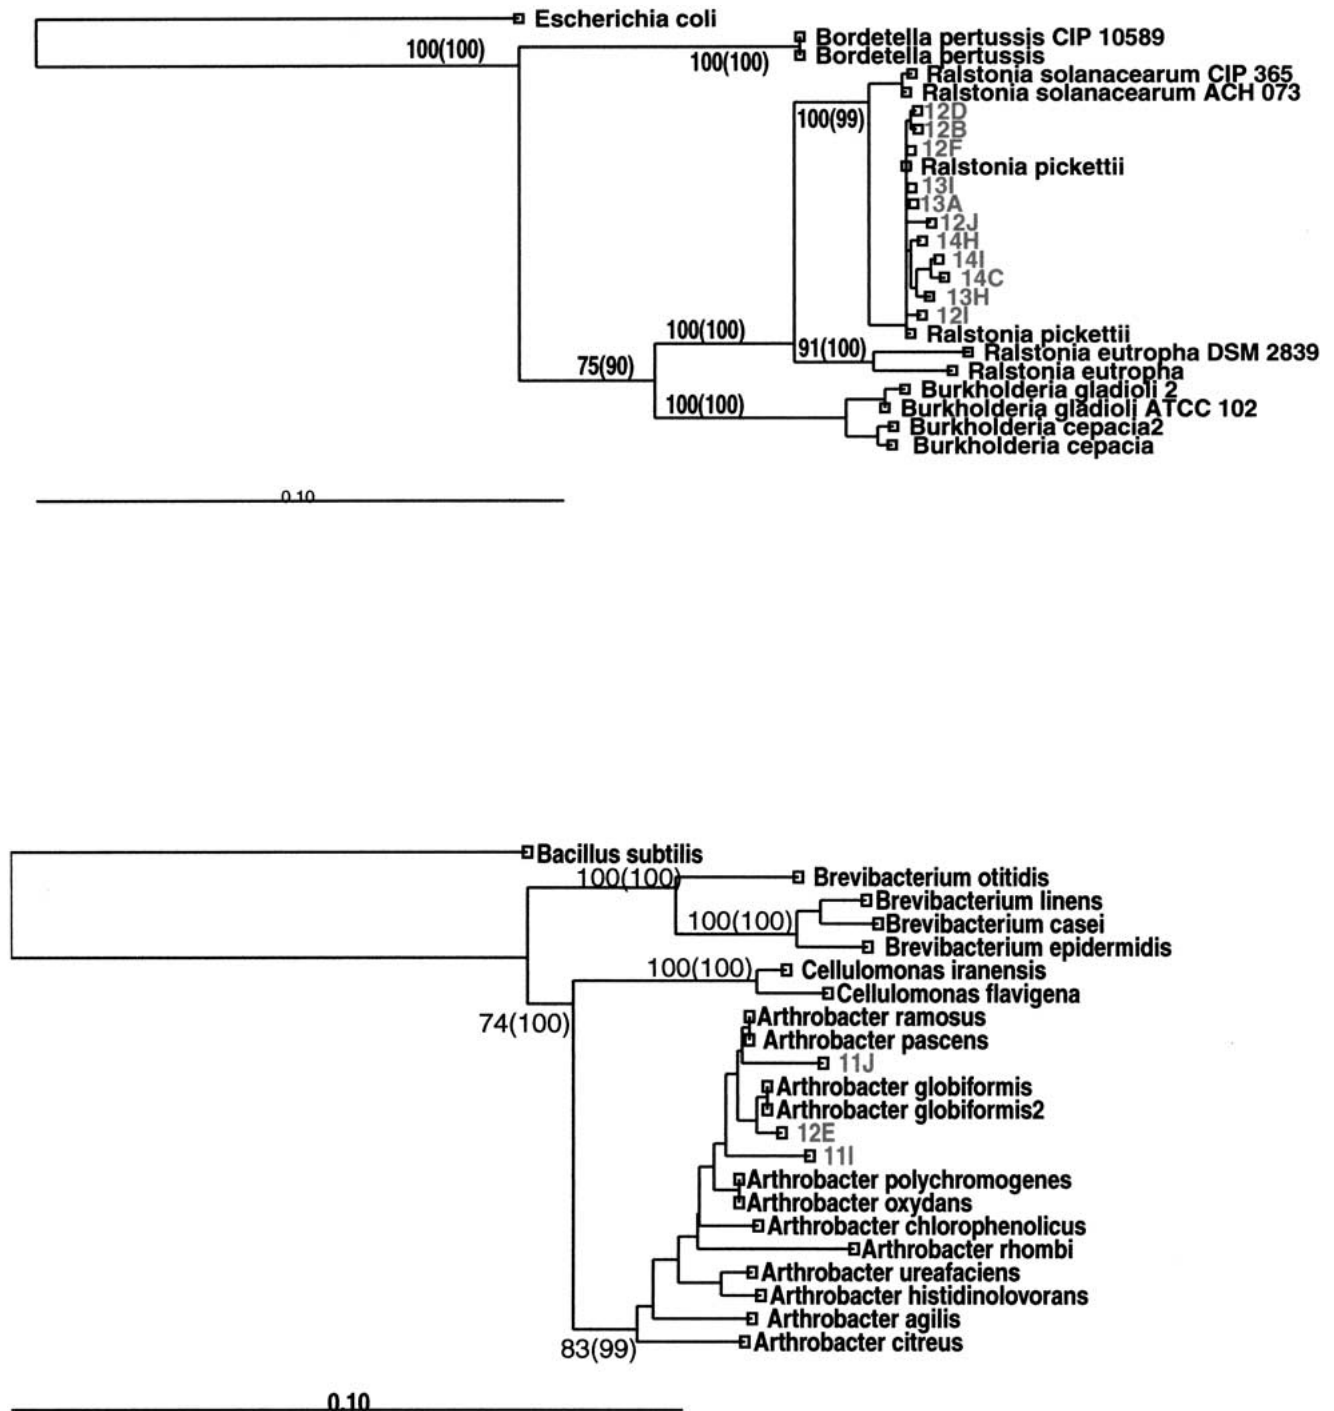 Escherichia coli
Bordetella pertussis CIP 10589
100(100)
Bordetella pertussis
100(100)
Ralstonia solanacearum CIP 365
Ralstonia solanacearum ACH 073
12D
100(99)
12B
12F
Ralstonia pickettii
13I
13A
12J
14H
14I
14C
13H
12I
100(100)
Ralstonia pickettii
91(100)
Ralstonia eutropha DSM 2839
75(90)
Ralstonia eutropha
Burkholderia gladioli 2
100(100)
Burkholderia gladioli ATCC 102
Burkholderia cepacia2
Burkholderia cepacia
0.10
Bacillus subtilis
100(100)
Brevibacterium otitidis
Brevibacterium linens
100(100)
Brevibacterium casei
Brevibacterium epidermidis
100(100)
Cellulomonas iranensis
Cellulomonas flavigena
74(100)
Arthrobacter ramosus
Arthrobacter pascens
11J
Arthrobacter globiformis
Arthrobacter globiformis2
12E
11I
Arthrobacter polychromogenes
Arthrobacter oxydans
Arthrobacter chlorophenolicus
Arthrobacter rhombi
Arthrobacter ureafaciens
Arthrobacter histidinolovorans
Arthrobacter agilis
Arthrobacter citreus
83(99)
0.10